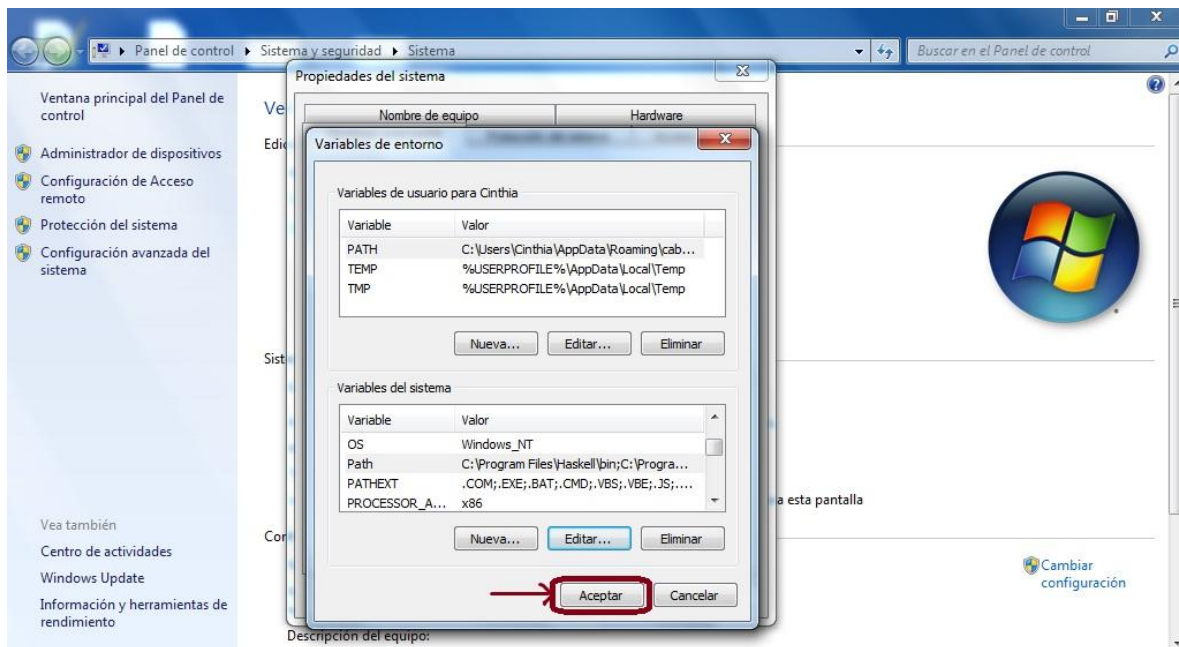 Panel de control ▸ Sistema y seguridad ▸ Sistema
Buscar en el Panel de control
Ventana principal del Panel de
control
Administrador de dispositivos
Configuración de Acceso
remoto
Protección del sistema
Configuración avanzada del
sistema
Vea también
Centro de actividades
Windows Update
Información y herramientas de
rendimiento
Ve
Edic
Sist
Con
Propiedades del sistema
Nombre de equipo Hardware
Variables de entorno
Variables de usuario para Cinthia
Variable Valor
PATH C:\Users\Cinthia\AppData\Roaming\cab...
TEMP %USERPROFILE%\AppData\Local\Temp
TMP %USERPROFILE%\AppData\Local\Temp
Nueva... Editar... Eliminar
Variables del sistema
Variable Valor
OS Windows_NT
Path C:\Program Files\Haskell\bin;C:\Progra...
PATHEXT .COM;.EXE;.BAT;.CMD;.VBS;.VBE;.JS;....
PROCESSOR_A... x86
Nueva... Editar... Eliminar
Aceptar Cancelar
a esta pantalla
Cambiar
configuración
Descripción del equipo: